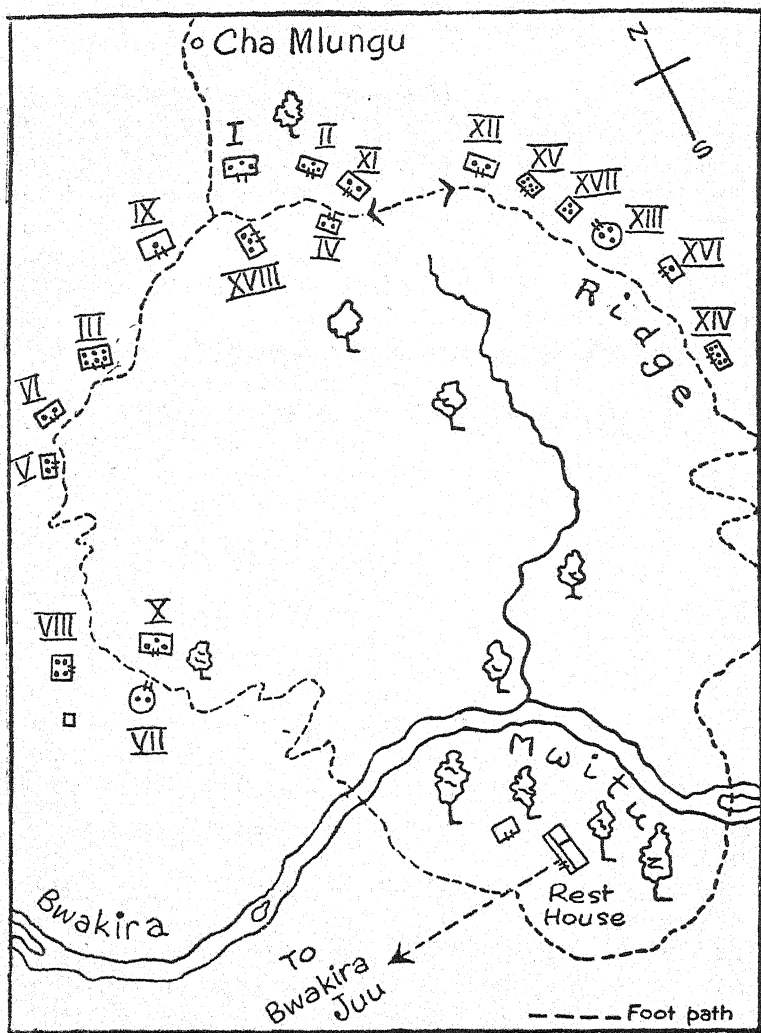 Cha Mlungu
N
S
I
II
XI
XII
XV
XVII
XIII
XVI
XIV
IX
XVIII
IV
III
VI
V
Ridge
VIII
X
VII
Mwitu
Rest
House
Bwakira
To
Bwakira
Juu
Foot path